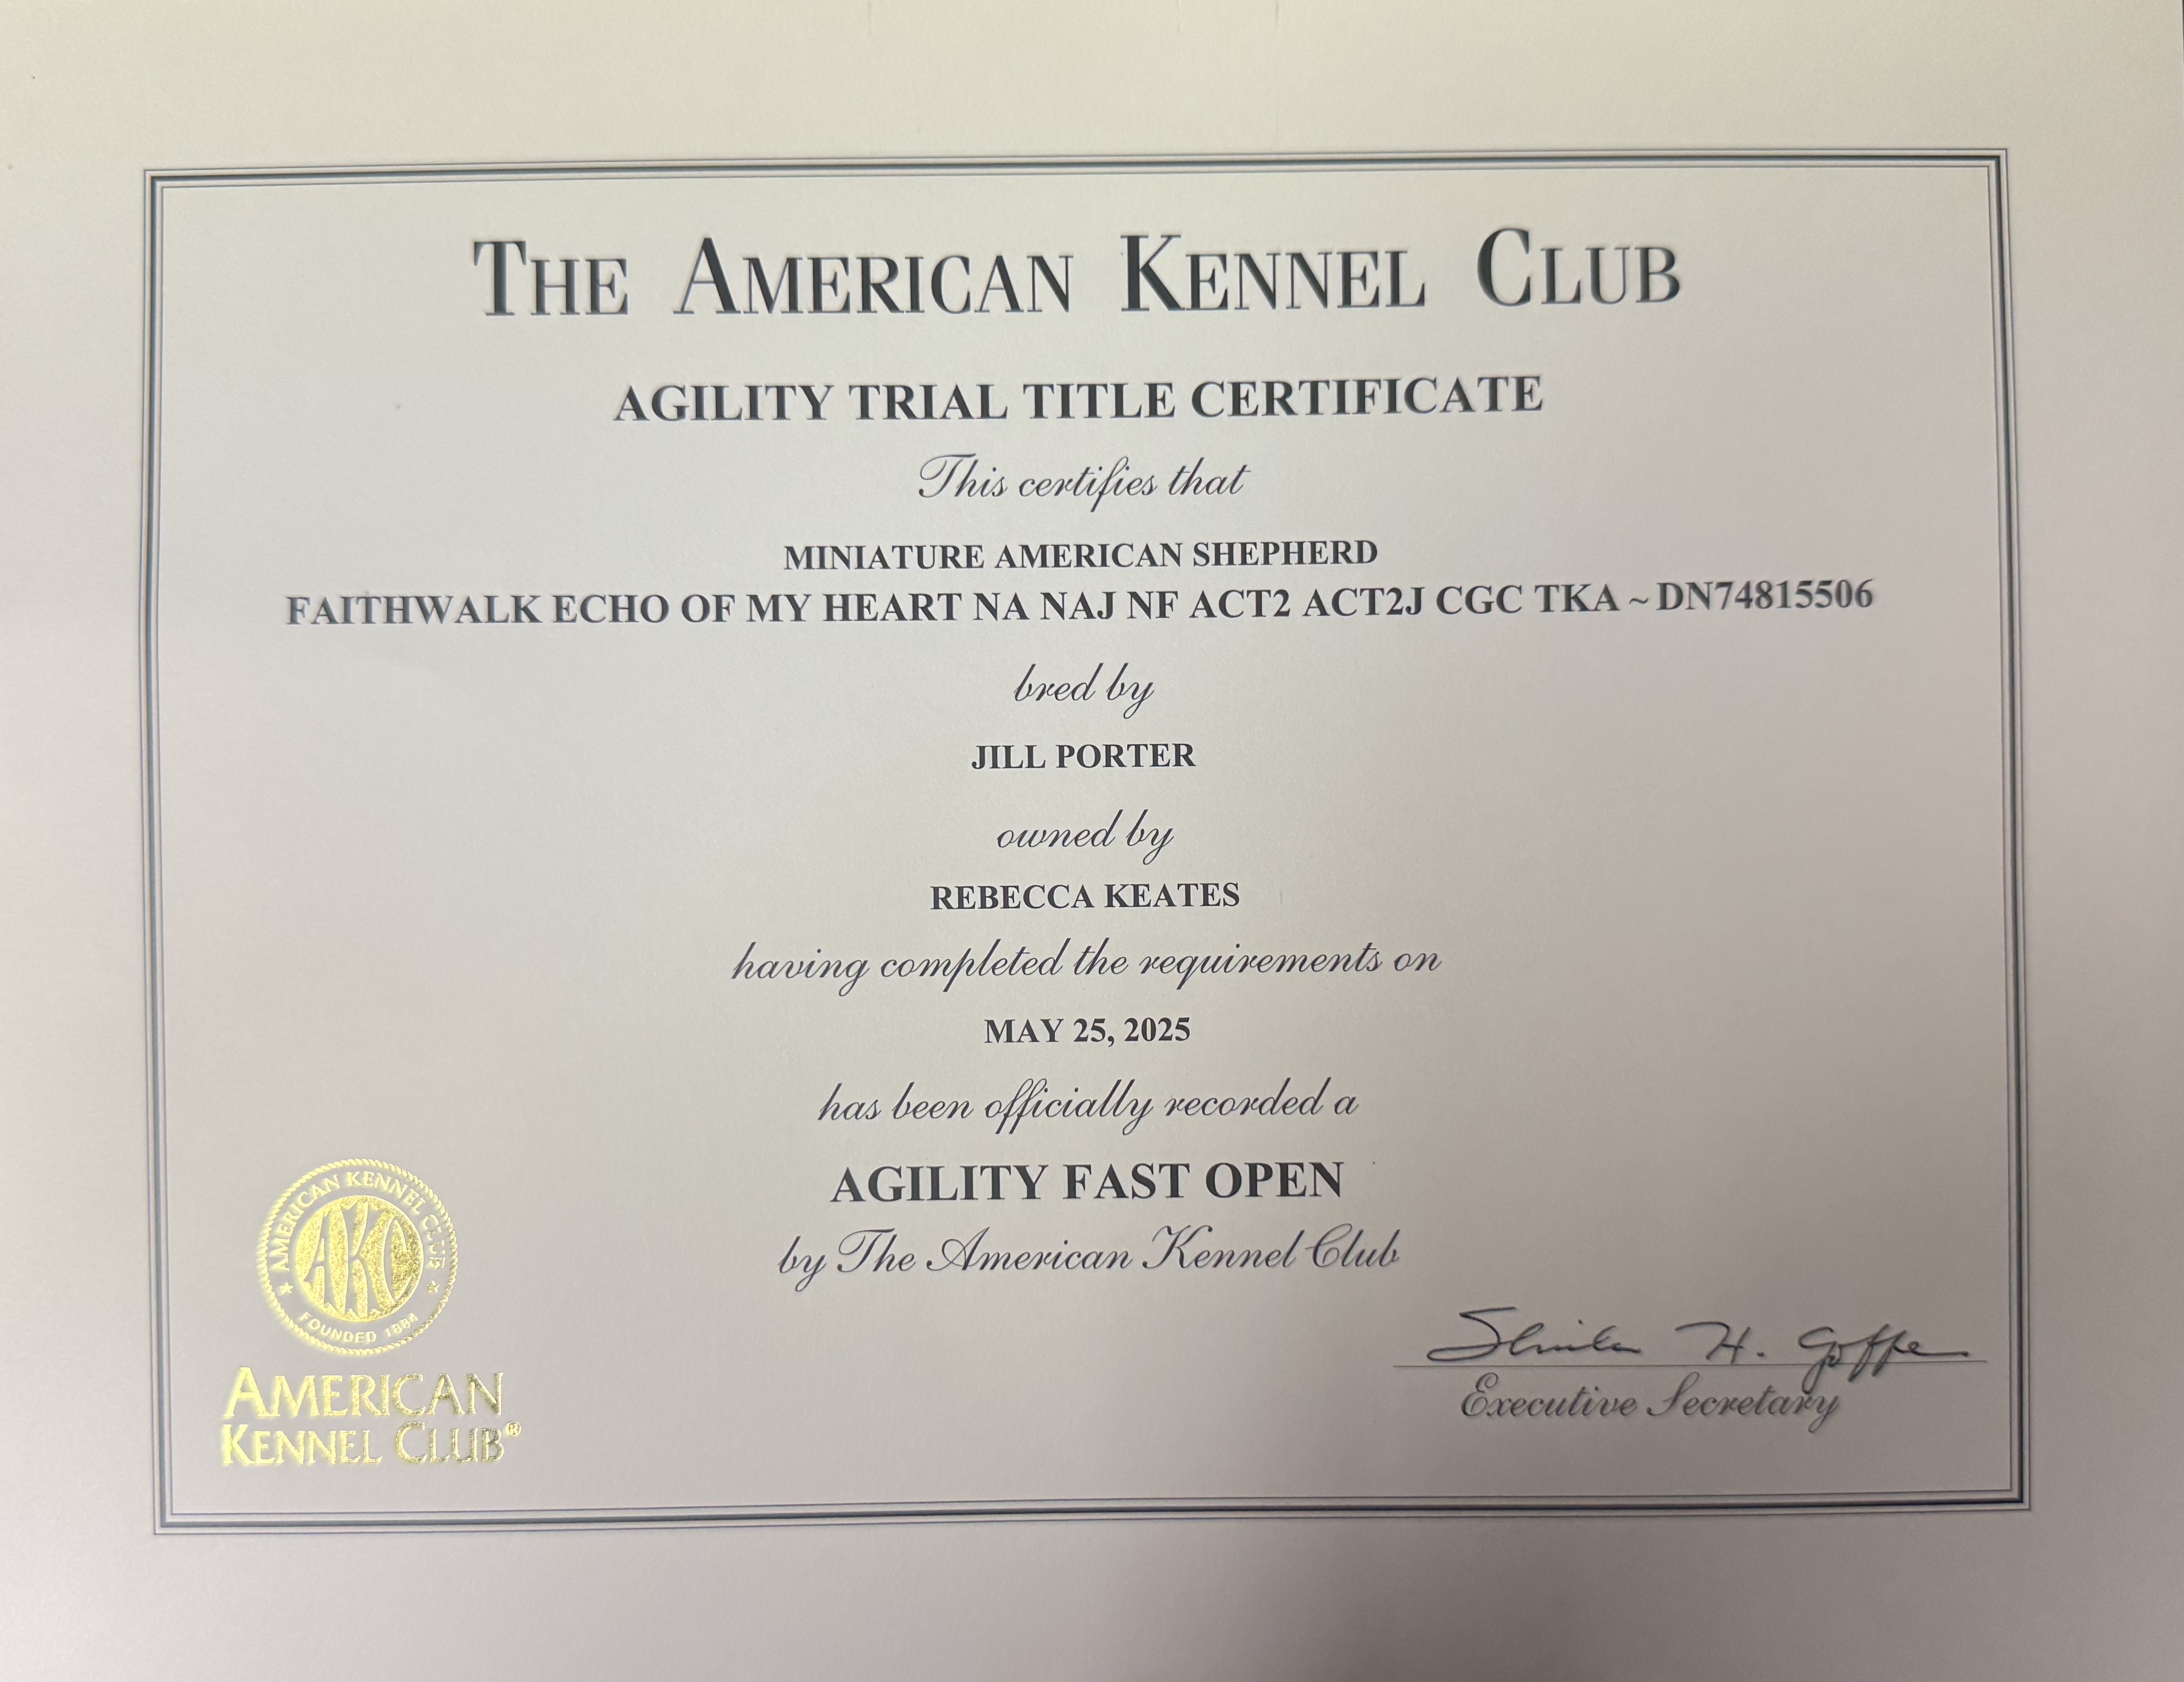 THE AMERICAN KENNEL CLUB
AGILITY TRIAL TITLE CERTIFICATE
This certifies that
MINIATURE AMERICAN SHEPHERD
FAITHWALK ECHO OF MY HEART NA NAJ NF ACT2 ACT2J CGC TKA ~ DN74815506
bred by
JILL PORTER
owned by
REBECCA KEATES
having completed the requirements on
MAY 25, 2025
has been officially recorded a
AGILITY FAST OPEN
by The American Kennel Club
AMERICAN KENNEL CLUB
AKC
FOUNDED 1884
AMERICAN
KENNEL CLUB®
H. Goffe
Executive Secretary